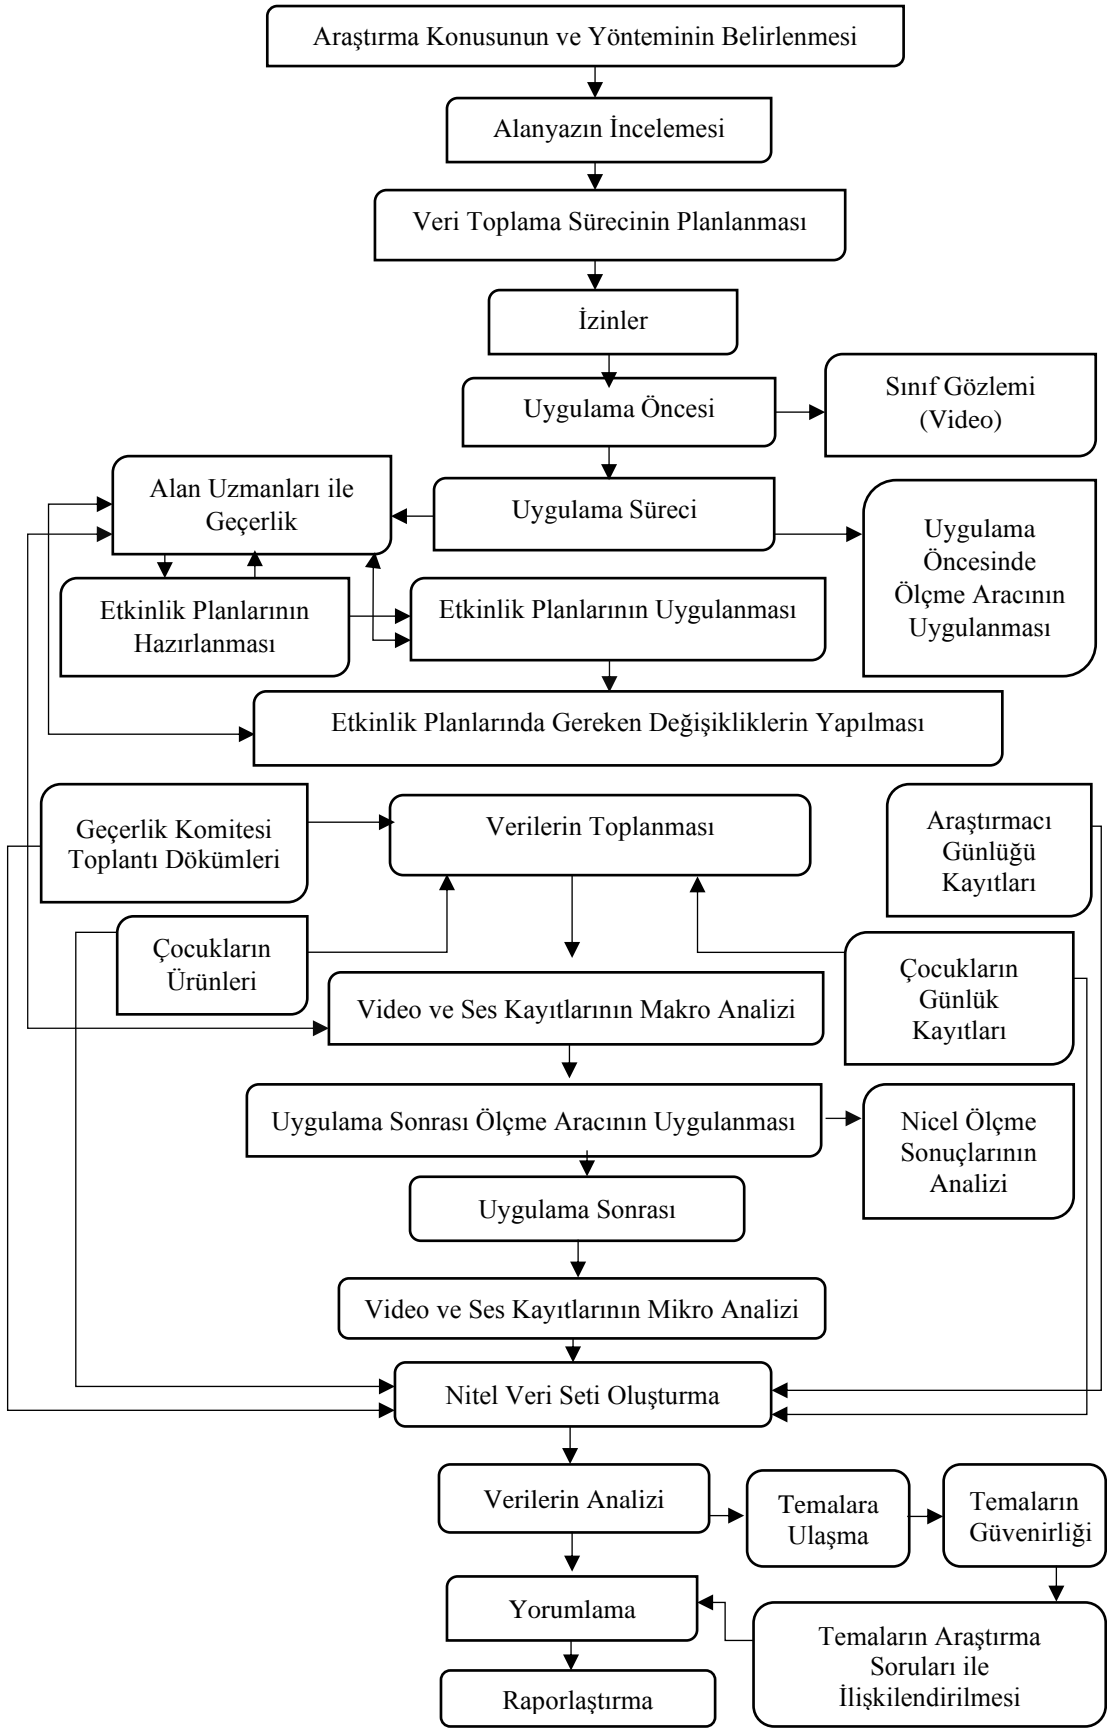 Araştırma Konusunun ve Yönteminin Belirlenmesi
Alanyazın İncelemesi
Veri Toplama Sürecinin Planlanması
İzinler
Uygulama Öncesi
Sınıf Gözlemi
(Video)
Alan Uzmanları ile
Geçerlik
Uygulama Süreci
Uygulama
Öncesinde
Ölçme Aracının
Uygulanması
Etkinlik Planlarının
Hazırlanması
Etkinlik Planlarının Uygulanması
Etkinlik Planlarında Gereken Değişikliklerin Yapılması
Geçerlik Komitesi
Toplantı Dökümleri
Verilerin Toplanması
Araştırmacı
Günlüğü
Kayıtları
Çocukların
Ürünleri
Çocukların
Günlük
Kayıtları
Video ve Ses Kayıtlarının Makro Analizi
Uygulama Sonrası Ölçme Aracının Uygulanması
Nicel Ölçme
Sonuçlarının
Analizi
Uygulama Sonrası
Video ve Ses Kayıtlarının Mikro Analizi
Nitel Veri Seti Oluşturma
Verilerin Analizi
Temalara
Ulaşma
Temaların
Güvenirliği
Yorumlama
Temaların Araştırma
Soruları ile
İlişkilendirilmesi
Raporlaştırma